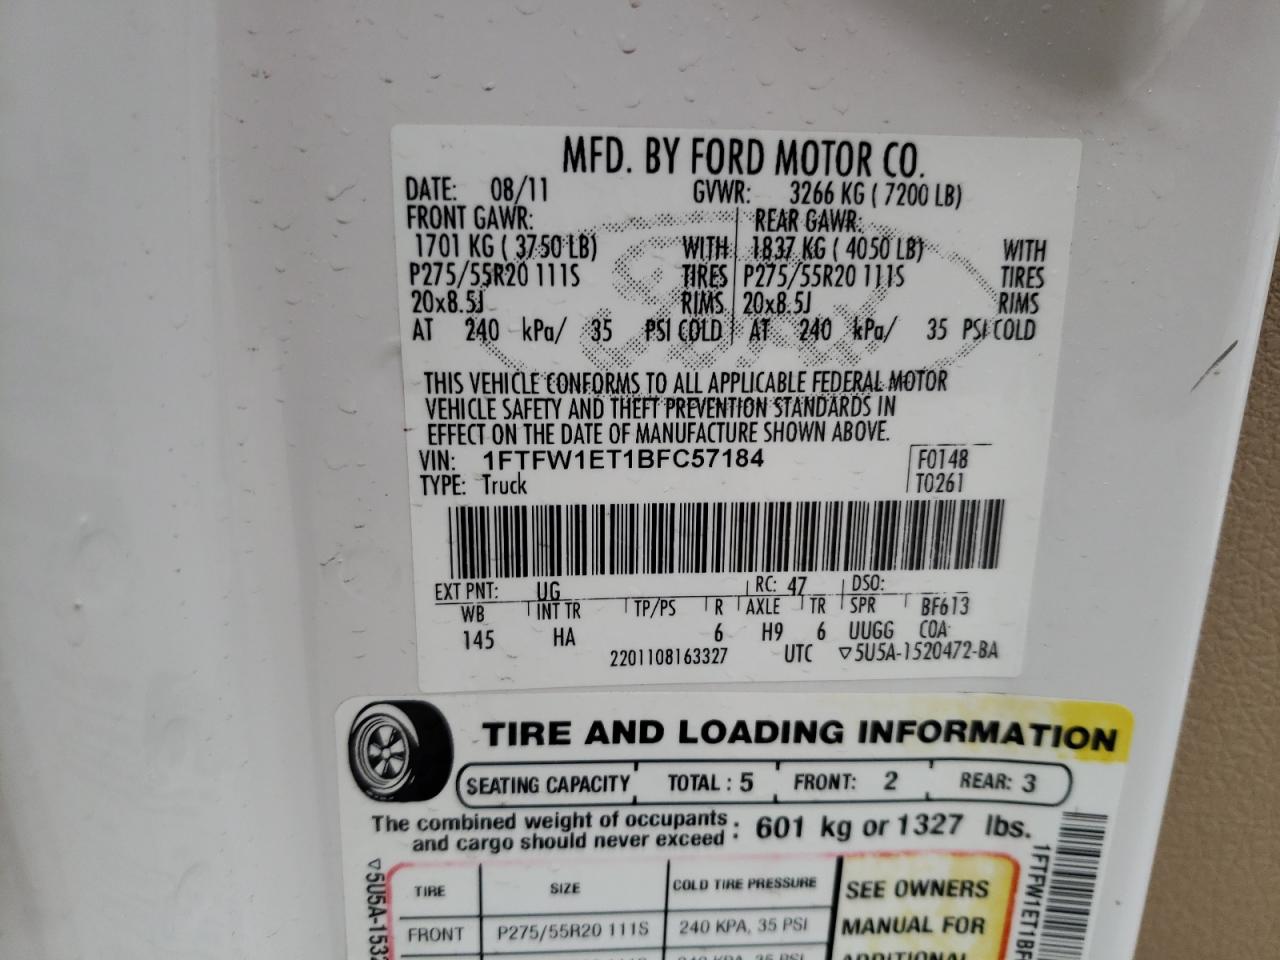 MFD. BY FORD MOTOR CO.
DATE: 08/11 GVWR: 3266 KG ( 7200 LB)
FRONT GAWR: REAR GAWR:
1701 KG ( 3750 LB) WITH 1837 KG ( 4050 LB) WITH
P275/55R20 111S TIRES P275/55R20 111S TIRES
20x8.5J RIMS 20x8.5J RIMS
AT 240 kPa/ 35 PSI COLD AT 240 kPa/ 35 PSI COLD
THIS VEHICLE CONFORMS TO ALL APPLICABLE FEDERAL MOTOR
VEHICLE SAFETY AND THEFT PREVENTION STANDARDS IN
EFFECT ON THE DATE OF MANUFACTURE SHOWN ABOVE.
VIN: 1FTFW1ET1BFC57184 F0148
TYPE: Truck T0261
EXT PNT: UG RC: 47 DSO:
WB INT TR TP/PS R AXLE TR SPR BF613
145 HA 6 H9 6 UUGG COA
2201108163327 UTC ▽5U5A-1520472-BA
TIRE AND LOADING INFORMATION
SEATING CAPACITY TOTAL : 5 FRONT: 2 REAR: 3
The combined weight of occupants
and cargo should never exceed : 601 kg or 1327 lbs.
TIRE SIZE COLD TIRE PRESSURE SEE OWNERS
FRONT P275/55R20 111S 240 KPA, 35 PSI MANUAL FOR
ADDITIONAL
▽5U5A-153
1FTFW1ET1BF